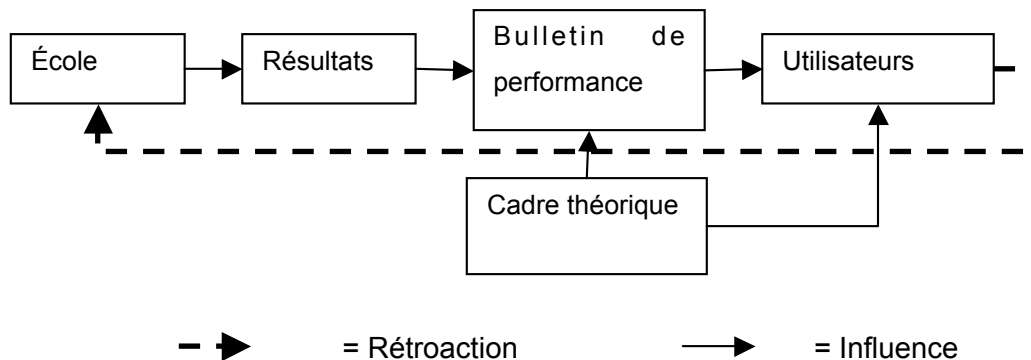 École
Résultats
Bulletin de
performance
Utilisateurs
Cadre théorique
= Rétroaction
= Influence